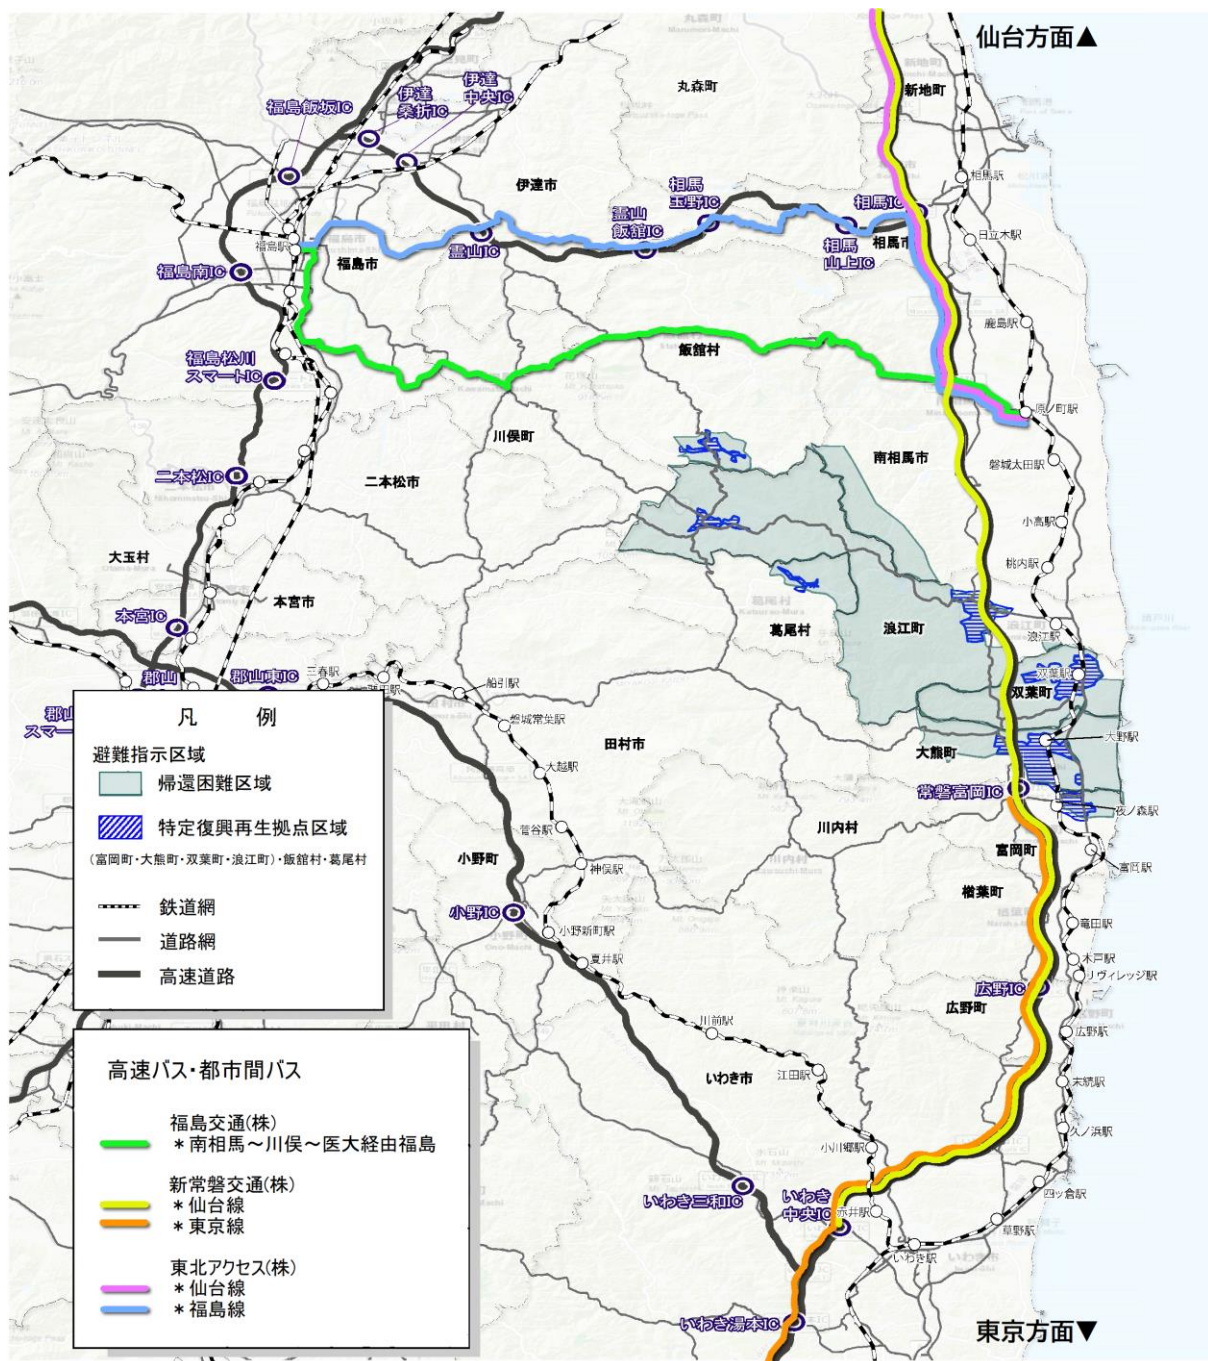 仙台方面▲
丸森町
新地町
伊達
桑折IC
伊達
中央IC
福島飯坂IC
相馬駅
伊達市
相馬
玉野IC
相馬IC
霊山
飯舘IC
日立木駅
福島駅
福島市
霊山IC
相馬
山上IC
相馬市
福島南IC
鹿島駅
飯舘村
福島松川
スマートIC
原ノ町駅
川俣町
南相馬市
磐城太田駅
二本松IC
二本松市
小高駅
大玉村
桃内駅
本宮IC
本宮市
葛尾村
浪江町
浪江駅
郡山
郡山東IC
三春駅
船引駅
双葉町
双葉駅
磐城常葉駅
田村市
大熊町
大野駅
大越駅
常磐富岡IC
夜ノ森駅
菅谷駅
川内村
小野町
神俣駅
富岡町
富岡駅
楢葉町
小野IC
小野新町駅
竜田駅
夏井駅
木戸駅
Jヴィレッジ駅
広野IC
広野町
川前駅
広野駅
江田駅
いわき市
末続駅
久ノ浜駅
小川郷駅
いわき三和IC
いわき
中央IC
赤井駅
四ッ倉駅
草野駅
いわき駅
いわき湯本IC
東京方面▼
凡 例
避難指示区域
帰還困難区域
特定復興再生拠点区域
(富岡町・大熊町・双葉町・浪江町)・飯舘村・葛尾村
鉄道網
道路網
高速道路
高速バス・都市間バス
福島交通(株)
＊南相馬～川俣～医大経由福島
新常磐交通(株)
＊仙台線
＊東京線
東北アクセス(株)
＊仙台線
＊福島線